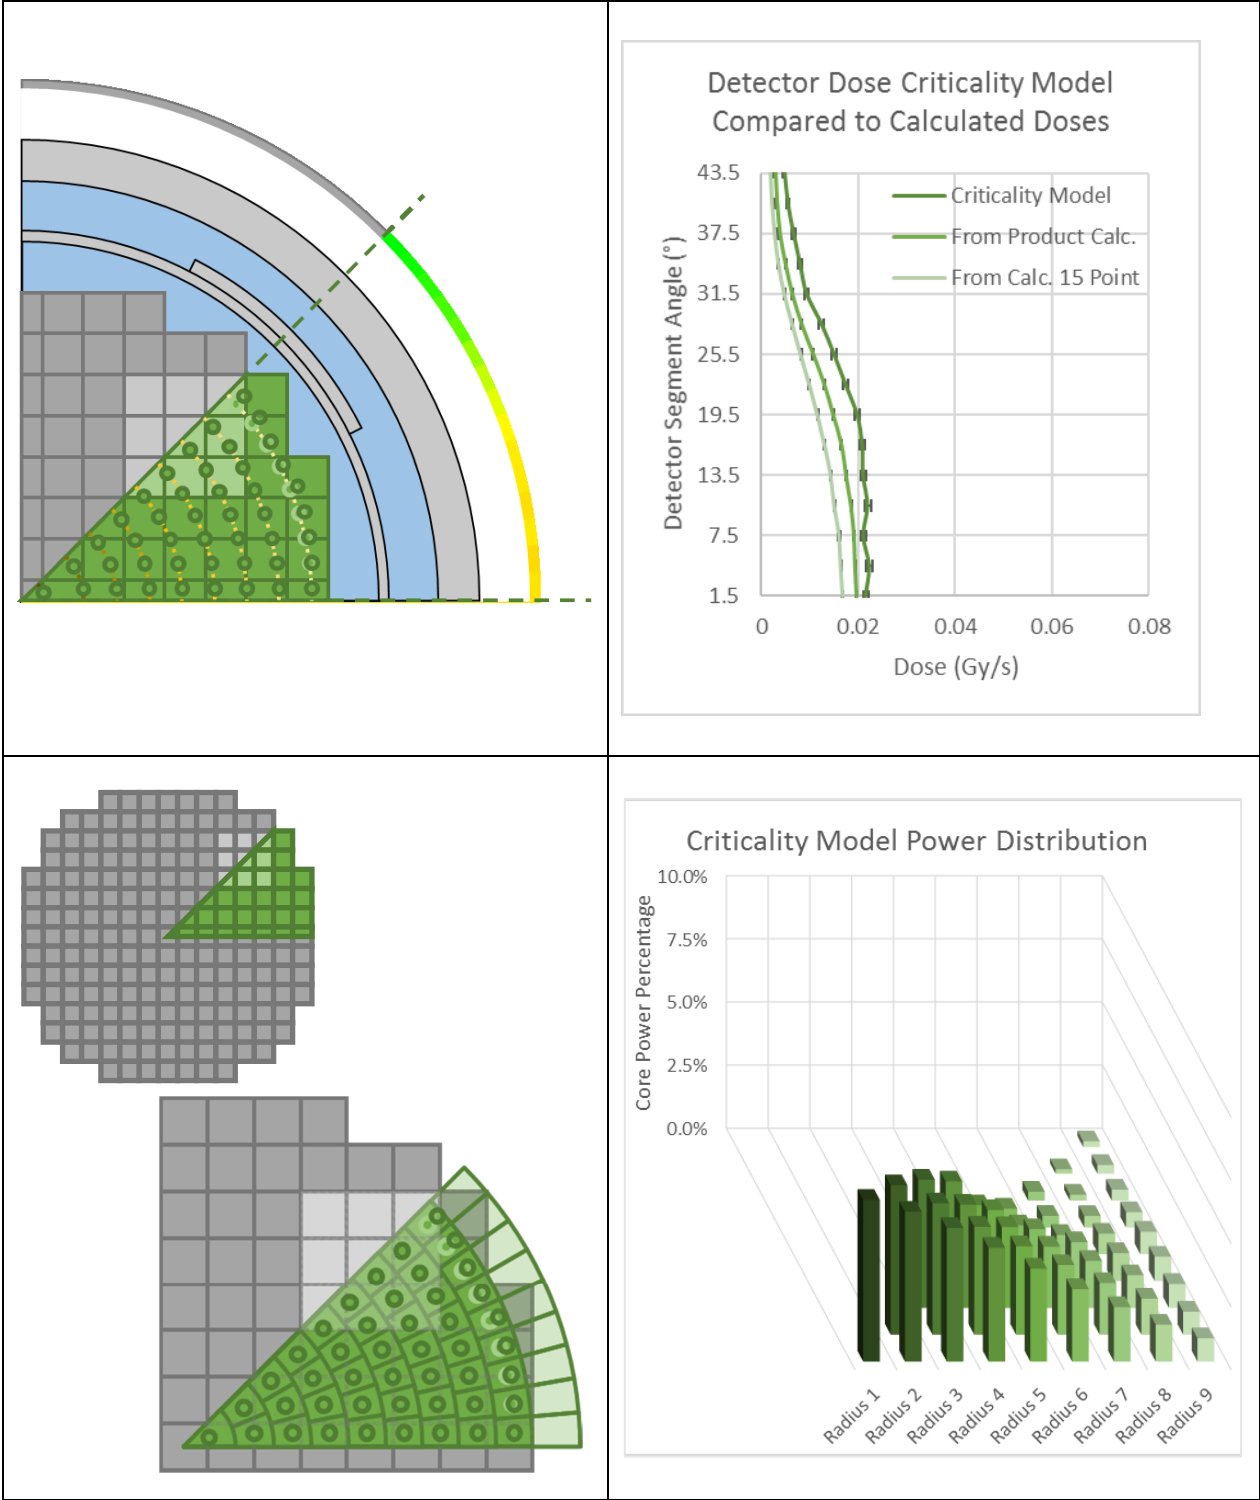 Detector Dose Criticality Model
Compared to Calculated Doses
43.5
37.5
31.5
25.5
19.5
13.5
7.5
1.5
Detector Segment Angle (°)
Criticality Model
From Product Calc.
From Calc. 15 Point
0 0.02 0.04 0.06 0.08
Dose (Gy/s)
Criticality Model Power Distribution
10.0%
7.5%
5.0%
2.5%
0.0%
Core Power Percentage
Radius 1
Radius 2
Radius 3
Radius 4
Radius 5
Radius 6
Radius 7
Radius 8
Radius 9